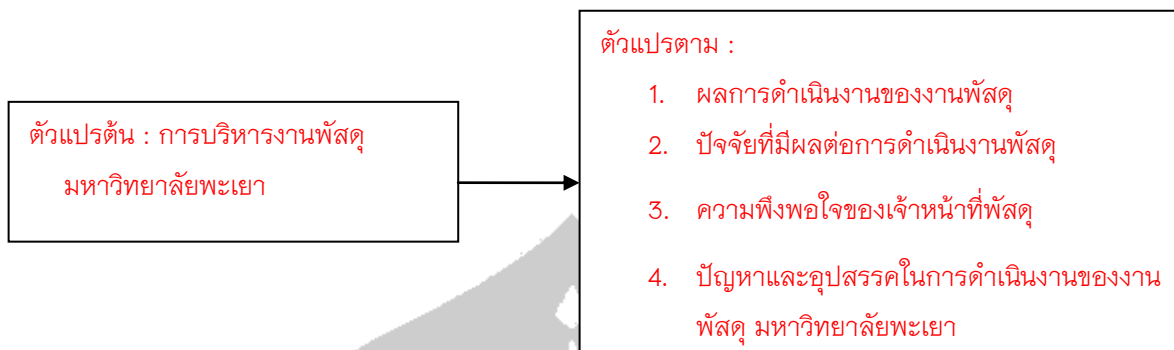 ตัวแปรต้น : การบริหารงานพัสดุ
มหาวิทยาลัยพะเยา
ตัวแปรตาม :
1. ผลการดำเนินงานของงานพัสดุ
2. ปัจจัยที่มีผลต่อการดำเนินงานพัสดุ
3. ความพึงพอใจของเจ้าหน้าที่พัสดุ
4. ปัญหาและอุปสรรคในการดำเนินงานของงาน
พัสดุ มหาวิทยาลัยพะเยา